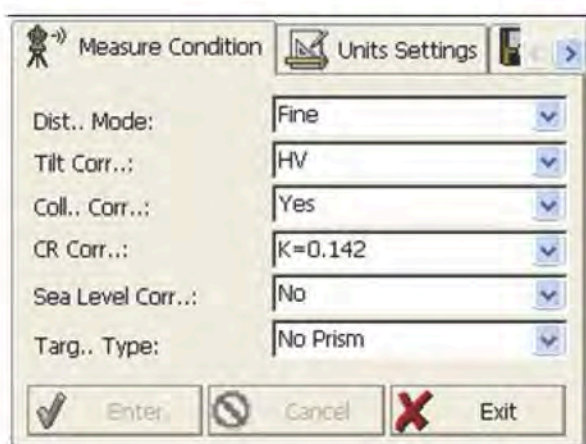 Measure Condition Units Settings
Dist.. Mode: Fine
Tilt Corr..: HV
Coll.. Corr..: Yes
CR Corr..: K=0.142
Sea Level Corr..: No
Targ.. Type: No Prism
Enter Cancel Exit